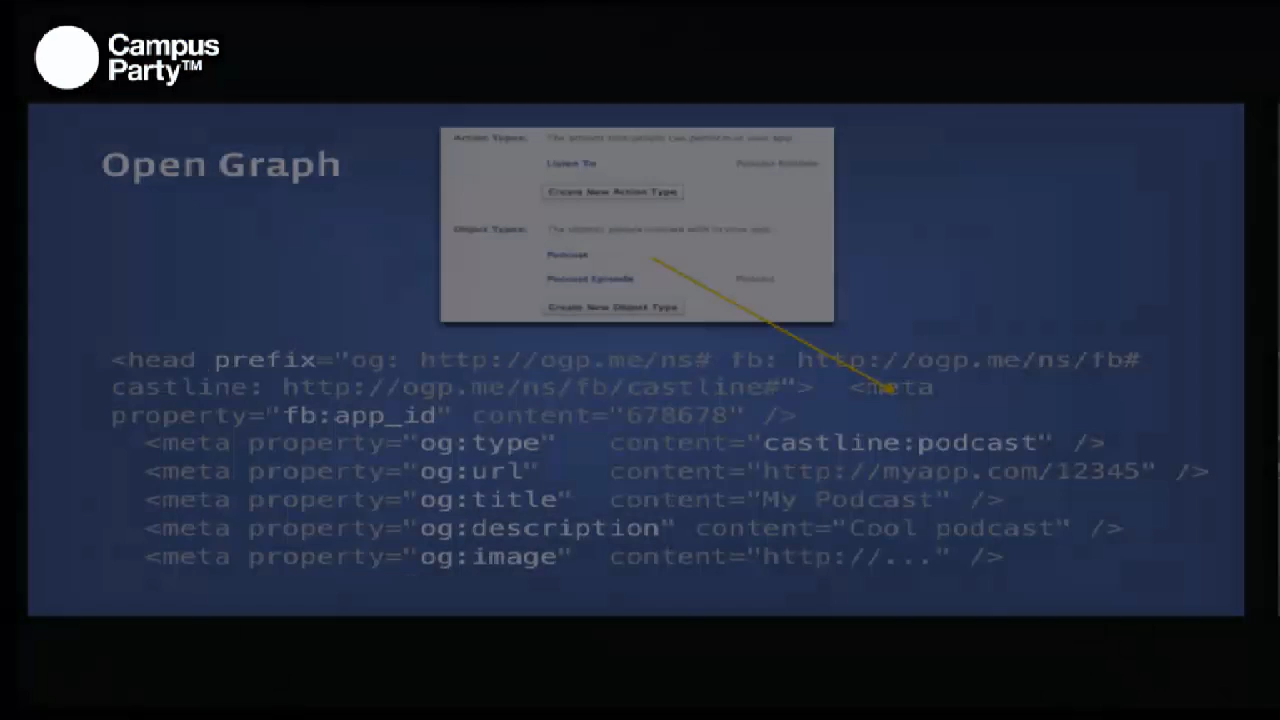 Campus
Party™
Open Graph
Action Types:
Listen To
Create New Action Type
Object Types:
Podcast
Podcast Episode
Create New Object Type
<head prefix="og: http://ogp.me/ns# fb: http://ogp.me/ns/fb#
castline: http://ogp.me/ns/fb/castline#">  <meta
property="fb:app_id" content="678678" />
<meta property="og:type" content="castline:podcast" />
<meta property="og:url" content="http://myapp.com/12345" />
<meta property="og:title" content="My Podcast" />
<meta property="og:description" content="Cool podcast" />
<meta property="og:image" content="http://..." />